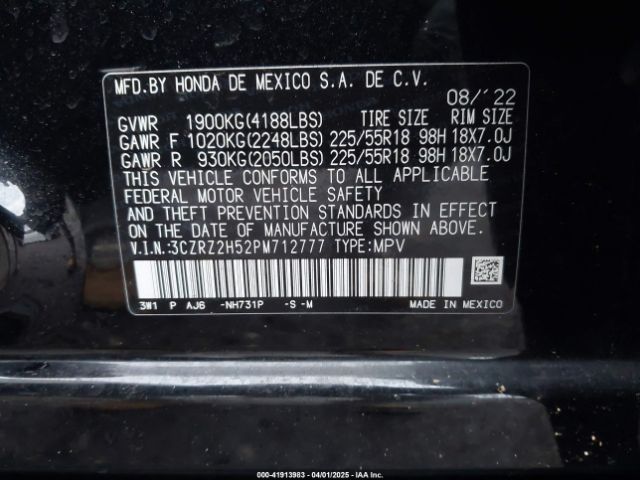 MFD.BY HONDA DE MEXICO S.A. DE C.V.
08/'22
GVWR 1900KG(4188LBS) TIRE SIZE RIM SIZE
GAWR F 1020KG(2248LBS) 225/55R18 98H 18X7.0J
GAWR R 930KG(2050LBS) 225/55R18 98H 18X7.0J
THIS VEHICLE CONFORMS TO ALL APPLICABLE
FEDERAL MOTOR VEHICLE SAFETY
AND THEFT PREVENTION STANDARDS IN EFFECT
ON THE DATE OF MANUFACTURE SHOWN ABOVE.
V.I.N.:3CZRZ2H52PM712777 TYPE:MPV
3W1 P AJ6 -NH731P -S -M MADE IN MEXICO
000-41913983 - 04/01/2025 - IAAI Inc.